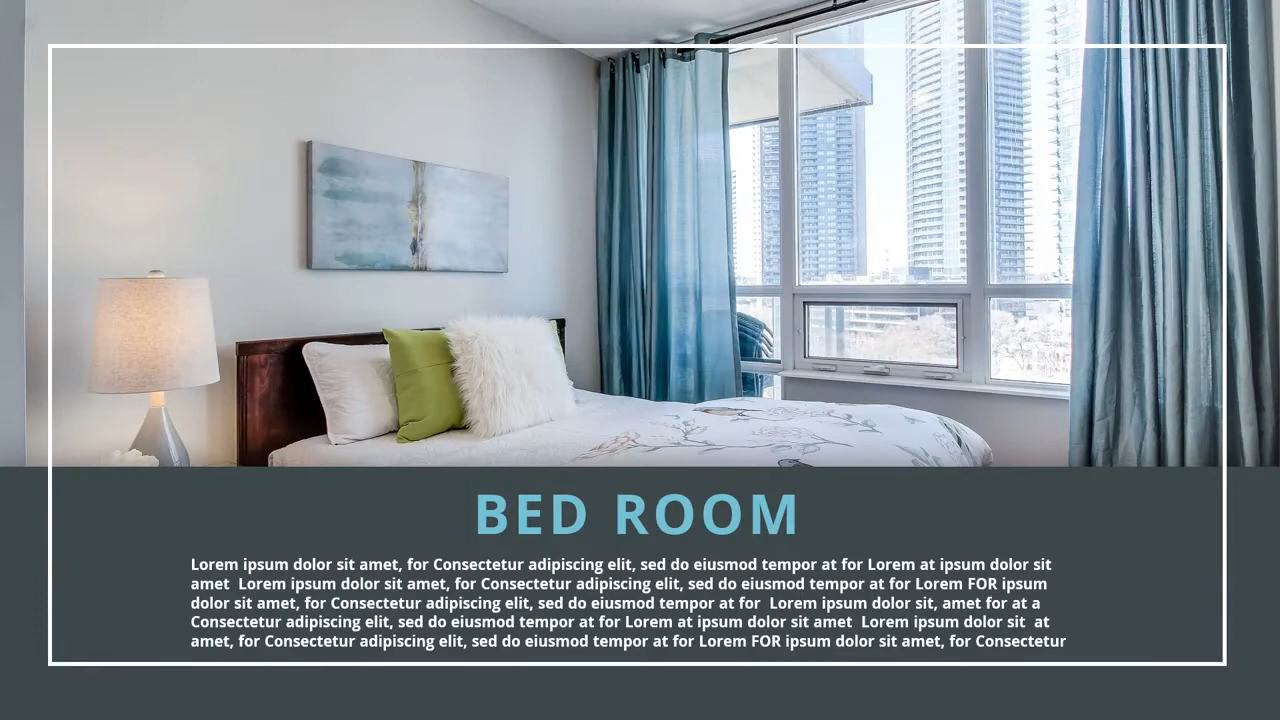 BED ROOM
Lorem ipsum dolor sit amet, for Consectetur adipiscing elit, sed do eiusmod tempor at for Lorem at ipsum dolor sit
amet  Lorem ipsum dolor sit amet, for Consectetur adipiscing elit, sed do eiusmod tempor at for Lorem FOR ipsum
dolor sit amet, for Consectetur adipiscing elit, sed do eiusmod tempor at for  Lorem ipsum dolor sit, amet for at a
Consectetur adipiscing elit, sed do eiusmod tempor at for Lorem at ipsum dolor sit amet  Lorem ipsum dolor sit  at
amet, for Consectetur adipiscing elit, sed do eiusmod tempor at for Lorem FOR ipsum dolor sit amet, for Consectetur